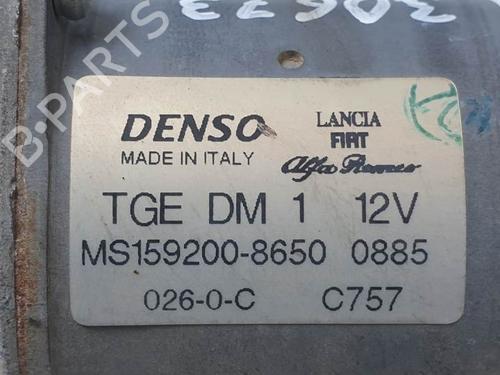 30673
B-PARTS
DENSO
MADE IN ITALY
LANCIA
FIAT
Alfa Romeo
TGE DM 1 12V
MS159200-8650 0885
026-0-C C757